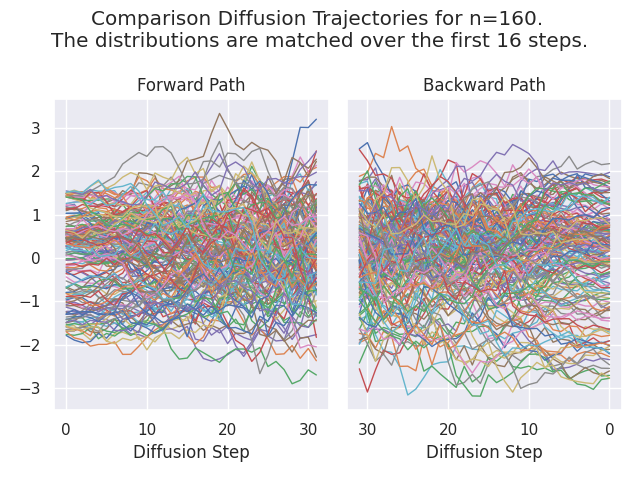 Comparison Diffusion Trajectories for n=160.
The distributions are matched over the first 16 steps.
Forward Path
Backward Path
3
2
1
0
−1
−2
−3
0 10 20 30
30 20 10 0
Diffusion Step
Diffusion Step